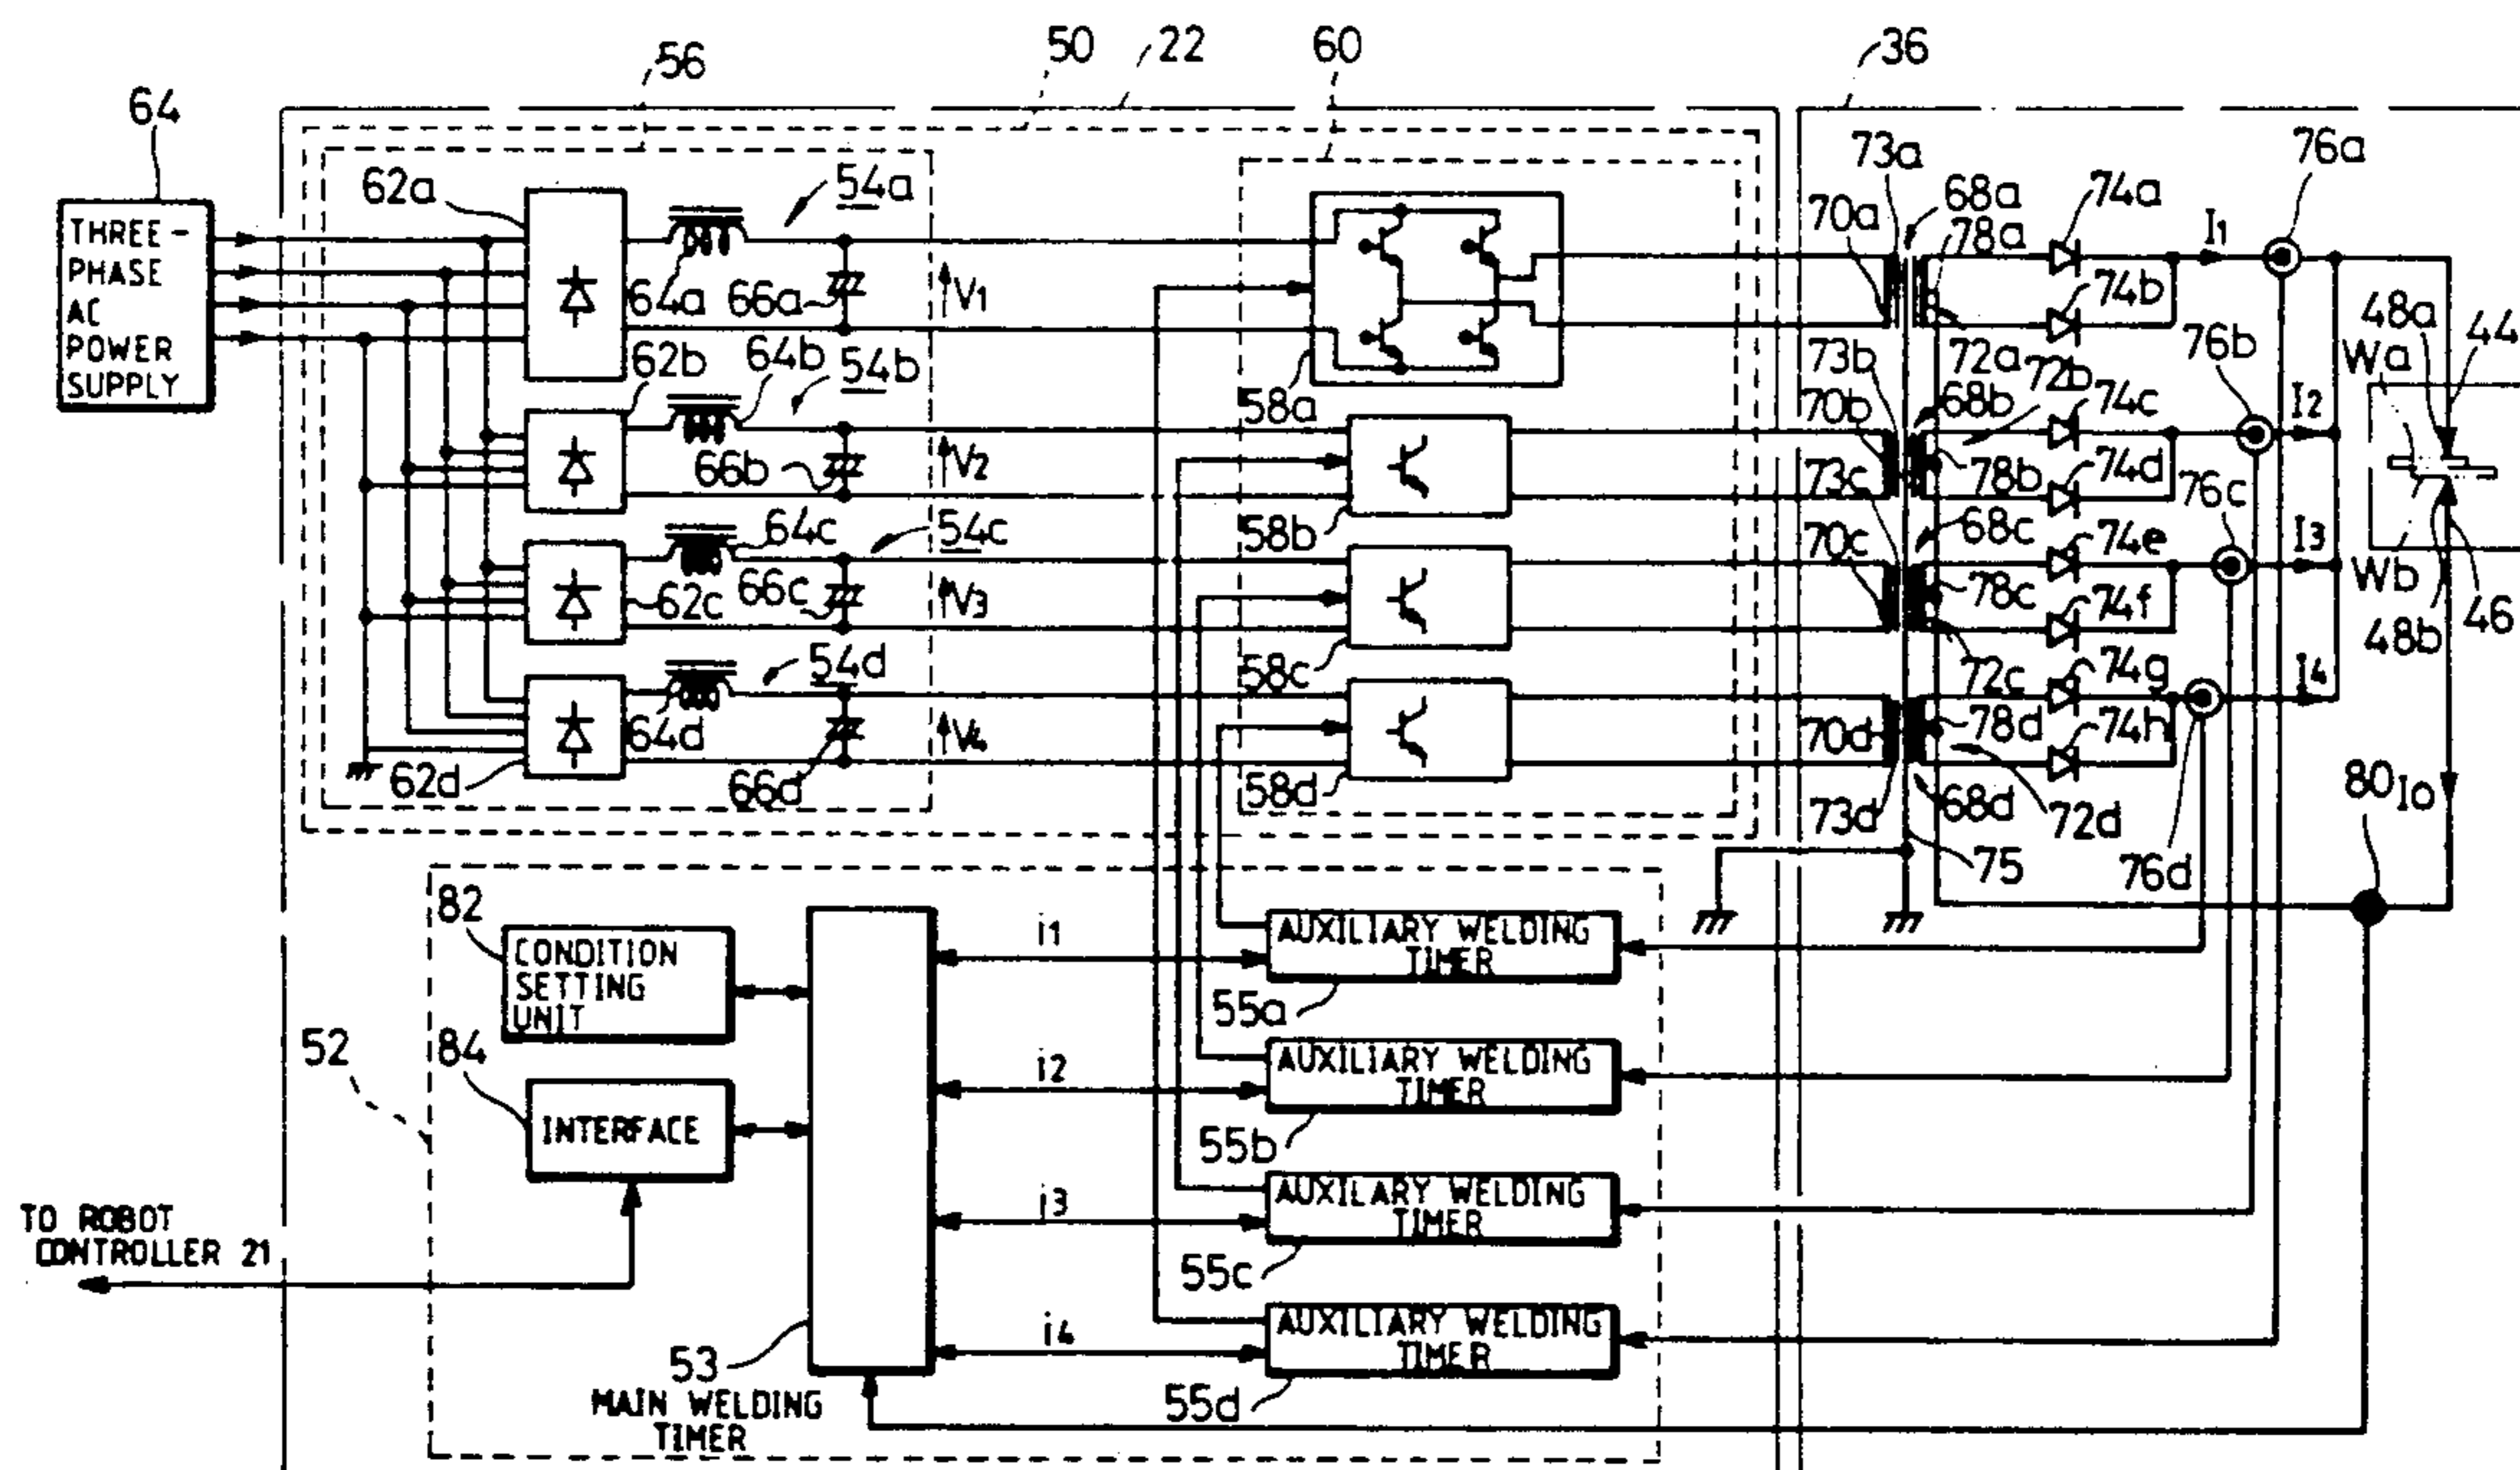 56
50
22
60
36
64
THREE-
PHASE
AC
POWER
SUPPLY
62a
54a
64a
66a
V1
58a
73a
70a
68a
78a
74a
74b
72a
I1
76a
62b
64b
54b
66b
V2
58b
73b
70b
68b
72b
74c
78b
74d
76b
I2
48a
Wa
44
64c
54c
62c
66c
V3
58c
73c
70c
68c
78c
74e
74f
72c
76c
I3
Wb
48b
46
54d
64d
62d
66d
V4
58d
70d
73d
68d
78d
74g
74h
72d
76d
I4
80
I0
75
82
CONDITION
SETTING
UNIT
84
INTERFACE
52
TO ROBOT
CONTROLLER 21
53
MAIN WELDING
TIMER
i1
i2
i3
i4
AUXILIARY WELDING
TIMER
55a
AUXILIARY WELDING
TIMER
55b
AUXILARY WELDING
TIMER
55c
AUXILIARY WELDING
TIMER
55d